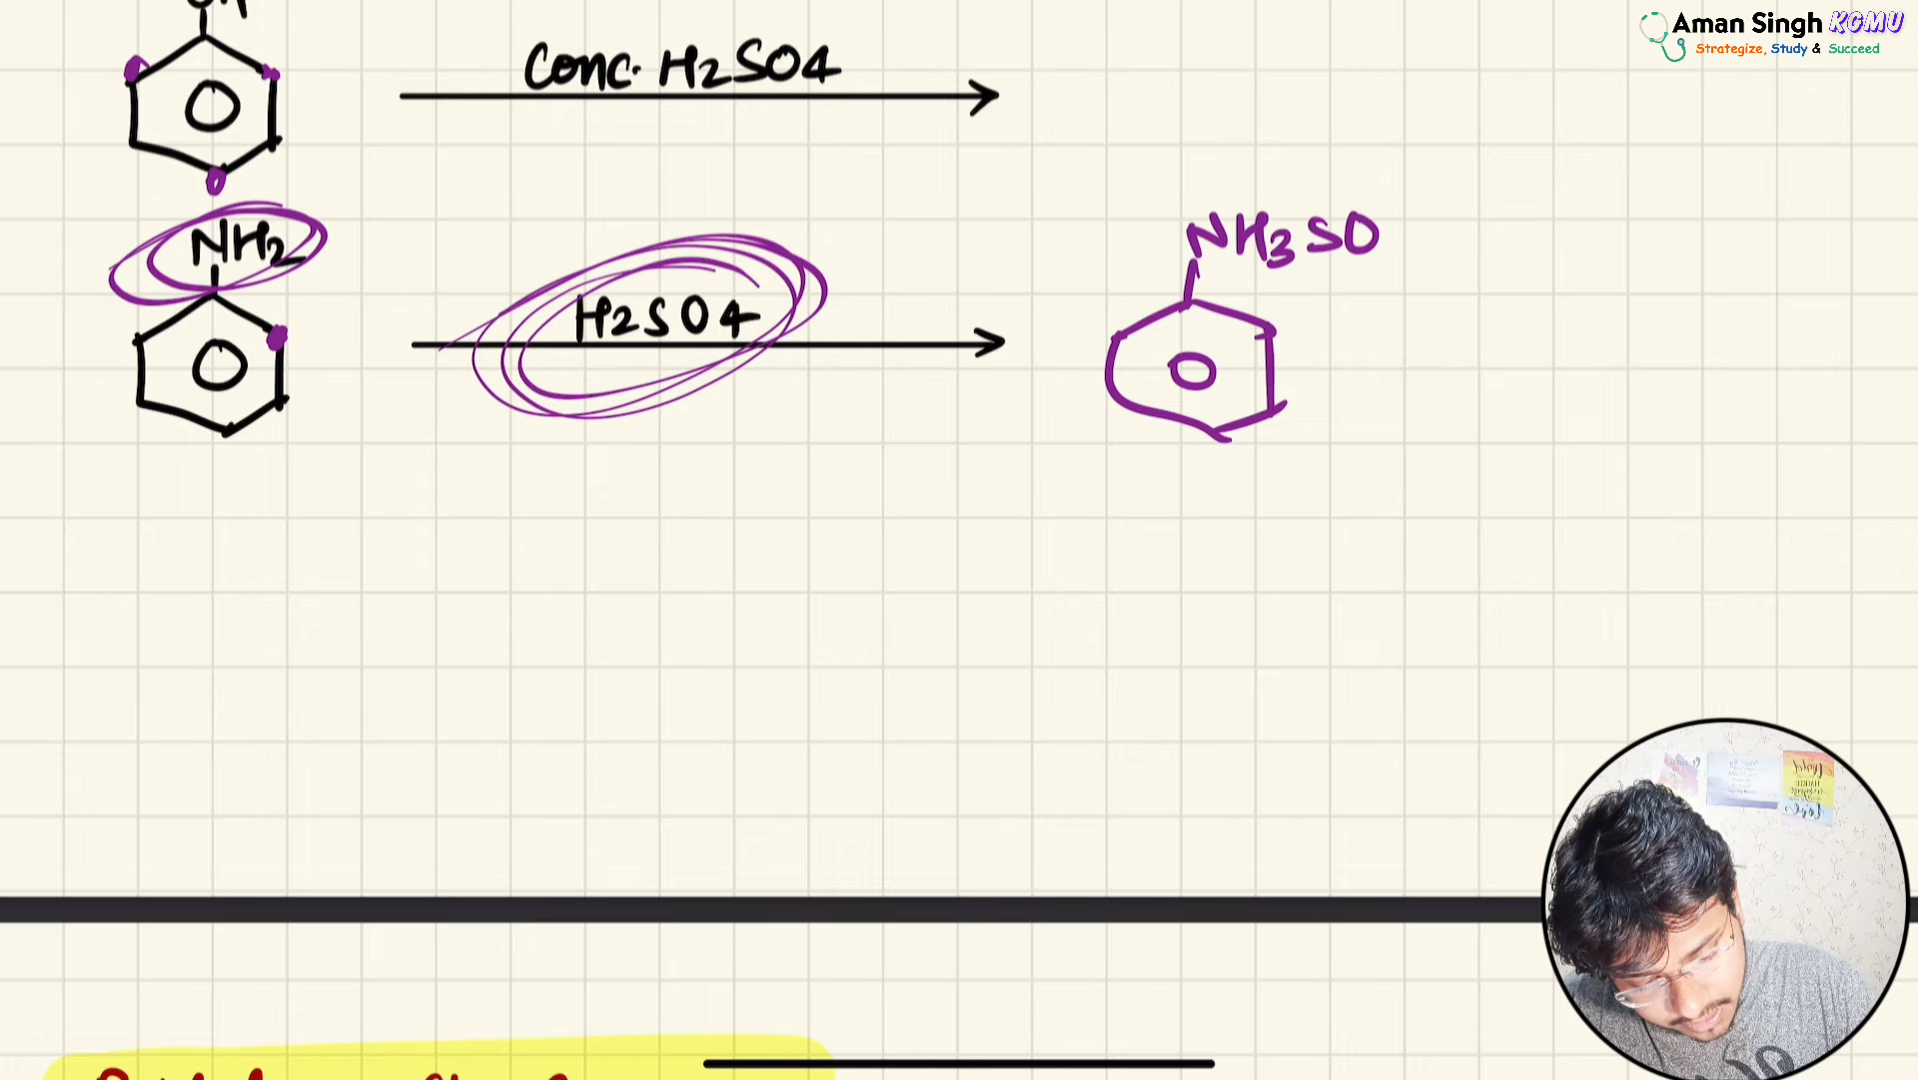 Aman Singh KGMU
Strategize, Study & Succeed
Conc. H2SO4
NH2
H2SO4
NH3SO